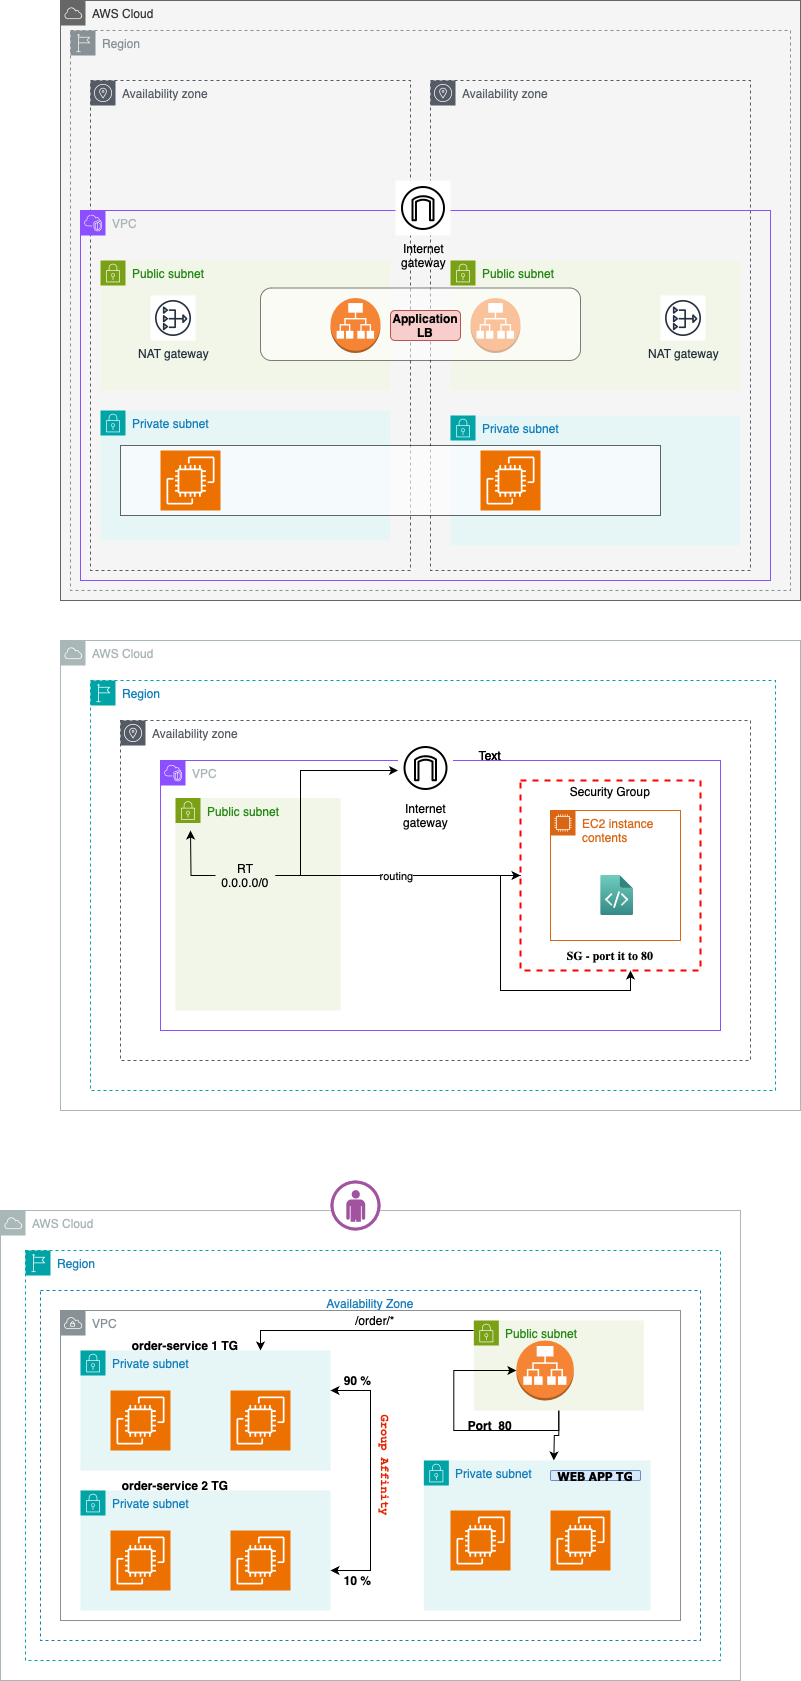 AWS Cloud
Region
Availability zone
Availability zone
VPC
Internet
gateway
Public subnet
Public subnet
Application
LB
NAT gateway
NAT gateway
Private subnet
Private subnet
AWS Cloud
Region
Availability zone
Text
VPC
Internet
gateway
Public subnet
Security Group
EC2 instance
contents
RT
0.0.0.0/0
routing
SG - port it to 80
AWS Cloud
Region
Availability Zone
VPC
/order/*
Public subnet
order-service 1 TG
Private subnet
90 %
Group Affinity
Port 80
order-service 2 TG
Private subnet
10 %
Private subnet
WEB APP TG